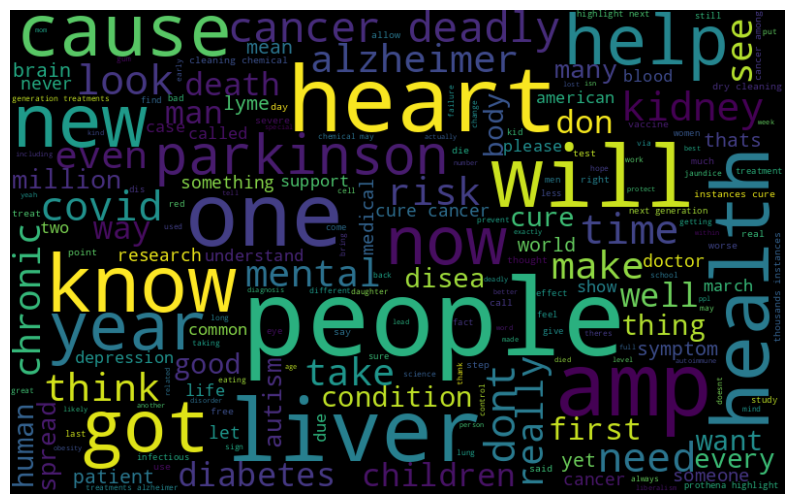 cause
cancer deadly
help
see
highlight next
still
allow
mon
put
cleaning chemical
early
mean
brain
never
look
death
alzheimer
many
blood
cancer among
dry cleaning
generation treatments
find
bad
lyme
day
heart
body
american
kidney
new
man
case
called
severe
special
failure
change
don
vaccine
women
thats
week
kind
chemical may
actually
die
please
kid
test
work
via
best
even
parkinson
number
men
isn
hope
much
treatment
including
million
something
support
cell
risk
will
less
right
protect
jaundice
yeah
dis
red
covid
treat
two
way
used
one
come
tell
bring
medical
cure cancer
prevent
now
cure
next generation
getting
instances cure
real
health
point
research
understand
thought
exactly
world
time
worse
know
mental
disea
make
doctor
thousands instances
chronic
year
people
back
different
daughter
deadly
better
call
effect
show
feel
give
well
march
may
ppl
school
common
diagnosis
long
taking
eye
say
lead
fact
word
made
theres
thing
symptom
depression
good
take
sure
science
step
think
life
eating
age
condition
died
level
autoimmune
full
great
related
disorder
autism
due
thank
control
person
amp
doesnt
study
mind
likely
another
got
liver
dont
really
first
want
human
spread
last
obesity
infectious
let
free
sign
lung
said
yet
need
every
patient
use
diabetes
children
cancer
always
someone
treatments alzheimer
prothena highlight